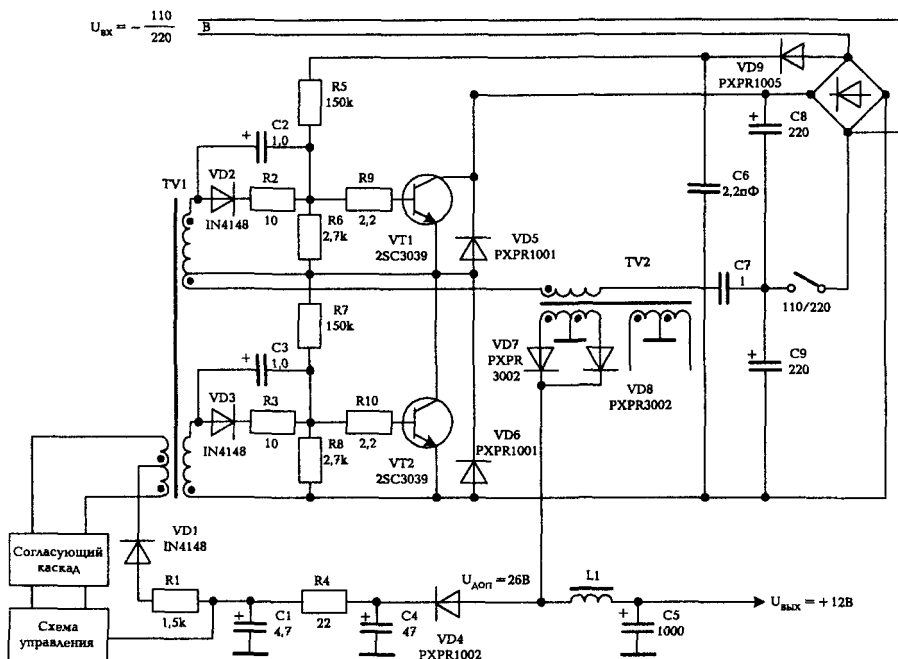 Uвх = ~ 110/220 В
VD9
PXPR1005
R5
150k
C2
+
1,0
C8
+
220
TV1
VD2
R2
R9
C6
2,2пФ
IN4148
10
R6
2,7k
2,2
VT1
2SC3039
VD5
PXPR1001
TV2
C7
1
110/220
R7
150k
C3
+
1,0
VD7
PXPR
3002
C9
+
220
VD8
PXPR3002
VD3
R3
R10
IN4148
10
R8
2,7k
2,2
VT2
2SC3039
VD6
PXPR1001
VD1
IN4148
Согласующий
каскад
Uдоп = 26В
L1
R1
R4
Uвых = +12В
1,5k
22
+
C1
4,7
+
C4
47
VD4
PXPR1002
+
C5
1000
Схема
управления